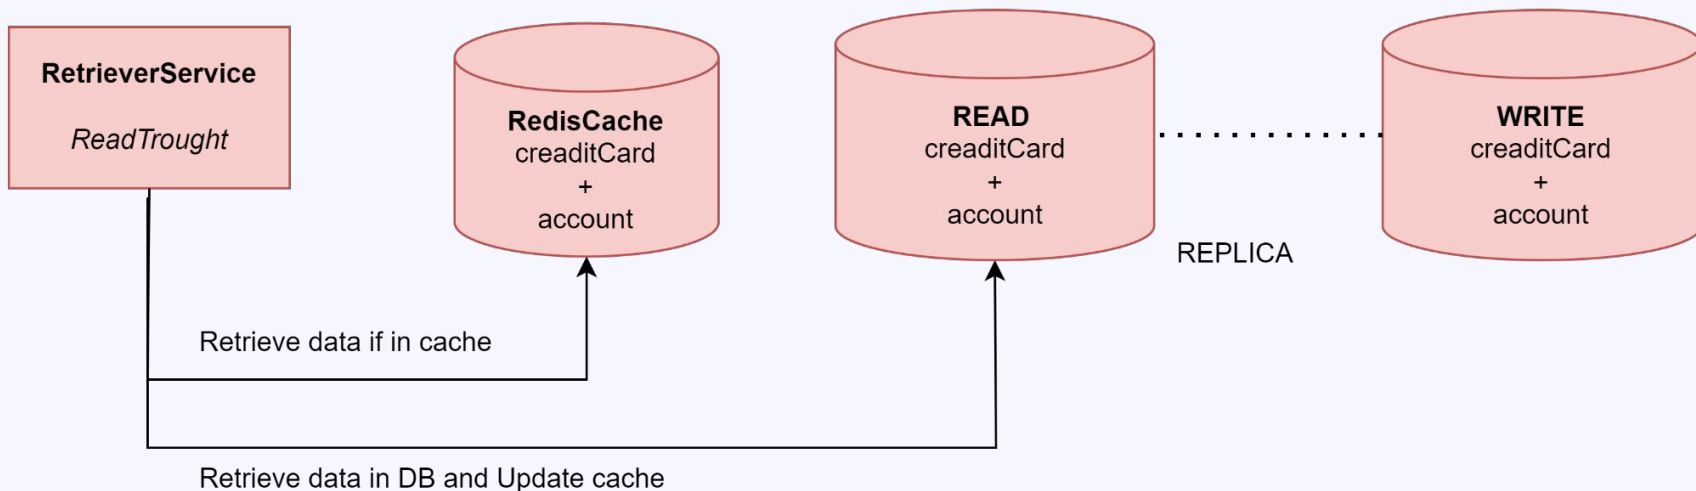 RetrieverService
ReadTrought
RedisCache
creaditCard
+
account
READ
creaditCard
+
account
REPLICA
WRITE
creaditCard
+
account
Retrieve data if in cache
Retrieve data in DB and Update cache